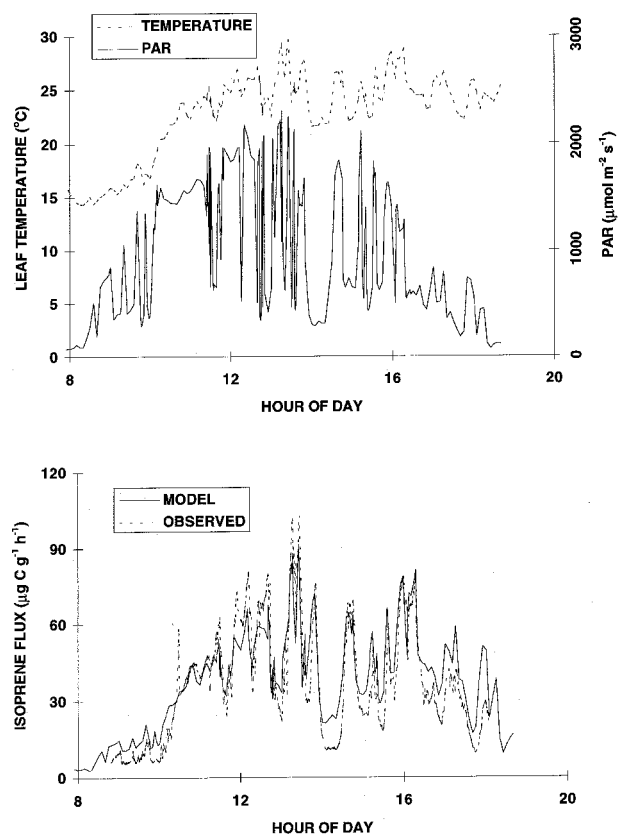 TEMPERATURE
PAR
30
25
20
15
10
5
0
LEAF TEMPERATURE (°C)
3000
2000
1000
0
PAR (μmol m⁻² s⁻¹)
8 12 16 20
HOUR OF DAY
120
90
60
30
0
ISOPRENE FLUX (μg C g⁻¹ h⁻¹)
MODEL
OBSERVED
8 12 16 20
HOUR OF DAY